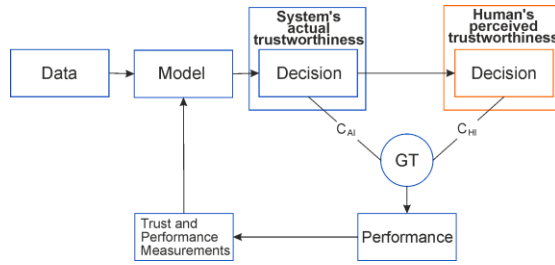 System's
actual
trustworthiness
Human's
perceived
trustworthiness
Data
Model
Decision
Decision
C_AI
C_HI
GT
Trust and
Performance
Measurements
Performance